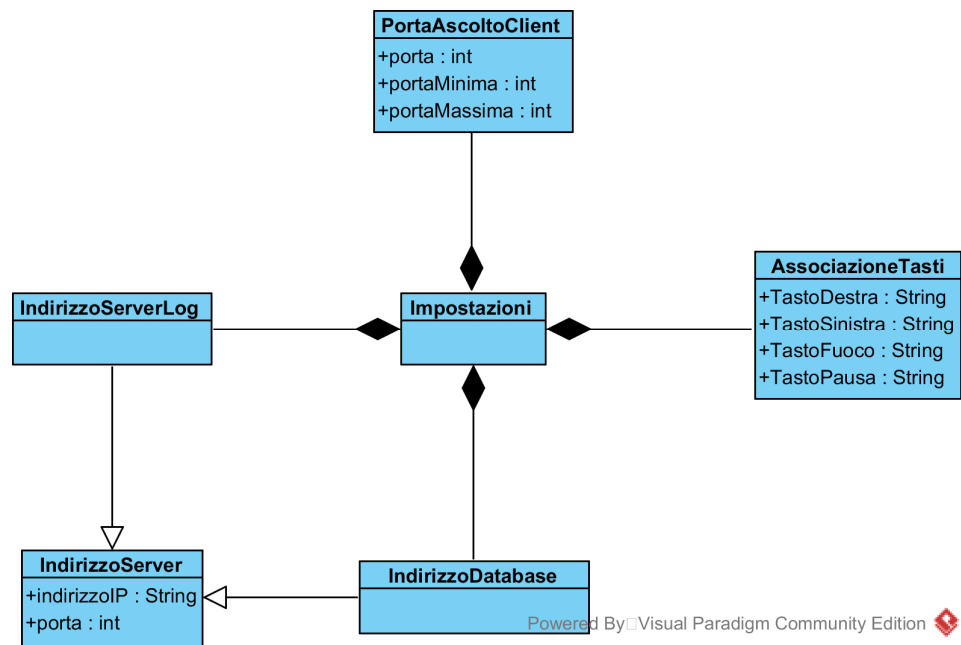 PortaAscoltoClient
+porta : int
+portaMinima : int
+portaMassima : int
AssociazioneTasti
+TastoDestra : String
+TastoSinistra : String
+TastoFuoco : String
+TastoPausa : String
IndirizzoServerLog
Impostazioni
IndirizzoServer
+indirizzoIP : String
+porta : int
IndirizzoDatabase
Powered By Visual Paradigm Community Edition